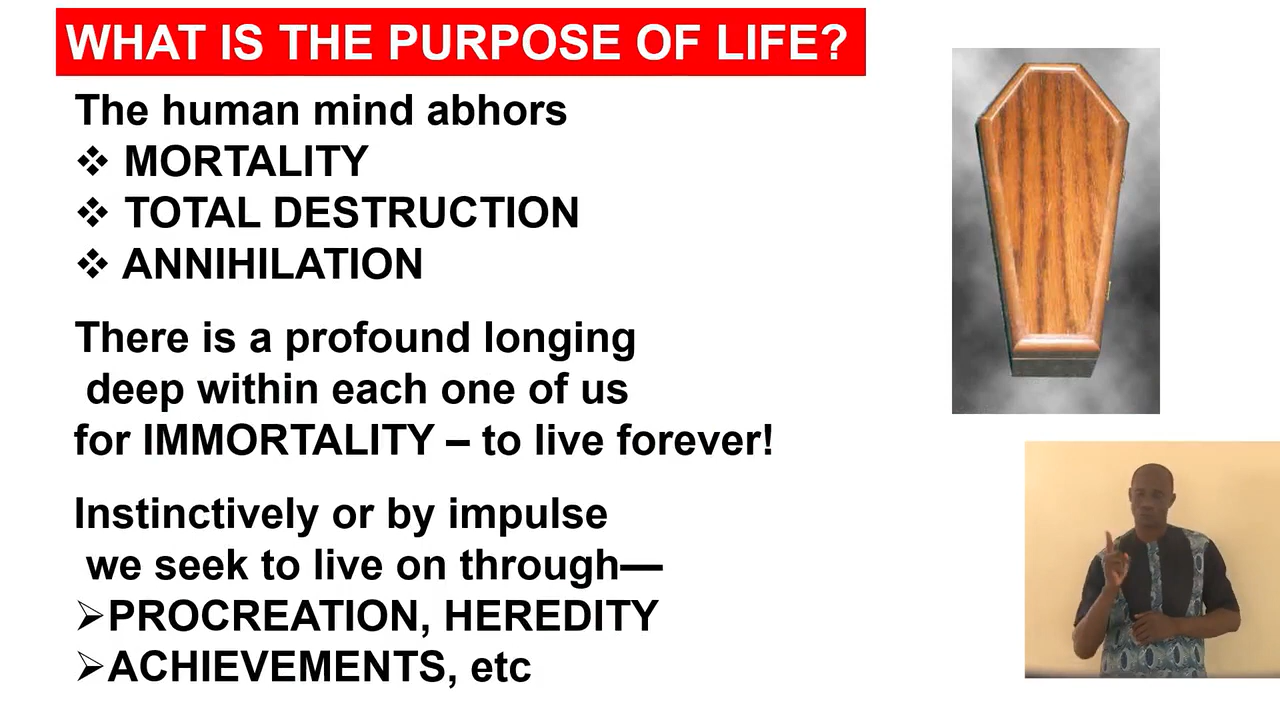 WHAT IS THE PURPOSE OF LIFE?
The human mind abhors
❖ MORTALITY
❖ TOTAL DESTRUCTION
❖ ANNIHILATION
There is a profound longing
deep within each one of us
for IMMORTALITY – to live forever!
Instinctively or by impulse
we seek to live on through—
➢PROCREATION, HEREDITY
➢ACHIEVEMENTS, etc